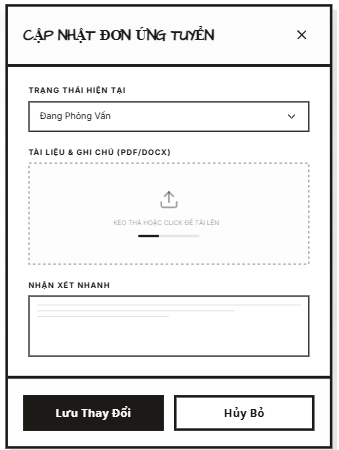 CẬP NHẬT ĐƠN ỨNG TUYỂN
TRẠNG THÁI HIỆN TẠI
Đang Phỏng Vấn
TÀI LIỆU & GHI CHÚ (PDF/DOCX)
KÉO THẢ HOẶC CLICK ĐỂ TẢI LÊN
NHẬN XÉT NHANH
Lưu Thay Đổi
Hủy Bỏ